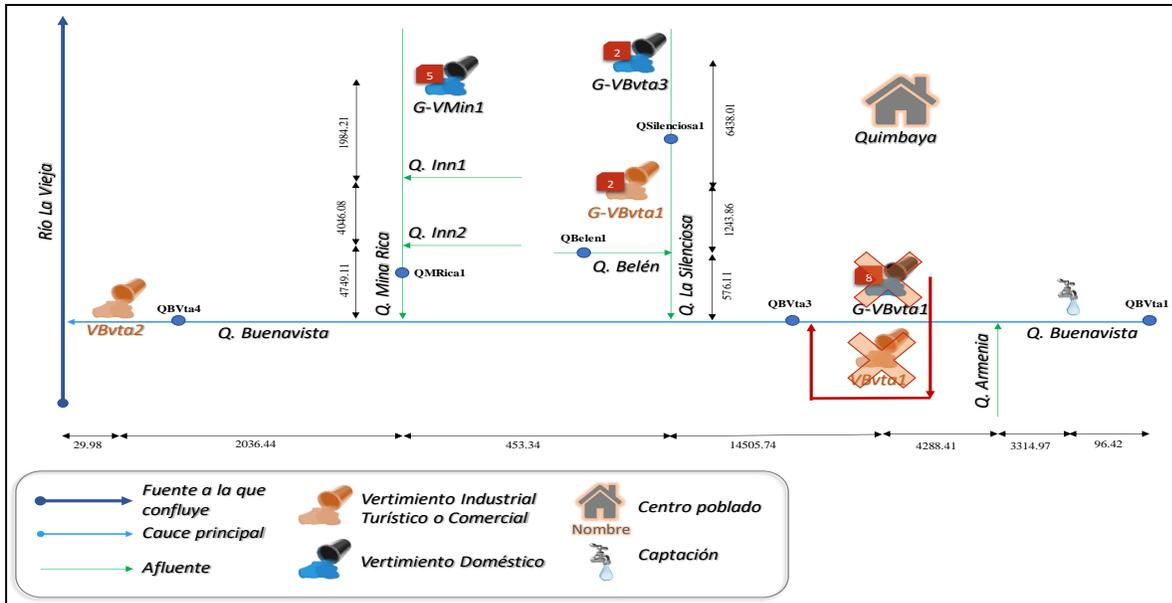 5
G-VMin1
2
G-VBvta3
QSilenciosa1
Quimbaya
1984.21
6438.01
Río La Vieja
Q. Inn1
2
G-VBvta1
4046.08
1243.86
Q. Inn2
QBelen1
Q. Belén
Q. La Silenciosa
Q. Mina Rica
QMRica1
4749.11
576.11
8
G-VBvta1
QBVta4
QBVta3
QBVta1
VBvta2
Q. Buenavista
Q. Buenavista
VBvta1
Q. Armenia
29.98
2036.44
453.34
14505.74
4288.41
3314.97
96.42
Fuente a la que
confluye
Cauce principal
Afluente
Vertimiento Industrial
Turístico o Comercial
Vertimiento Doméstico
Nombre
Centro poblado
Captación